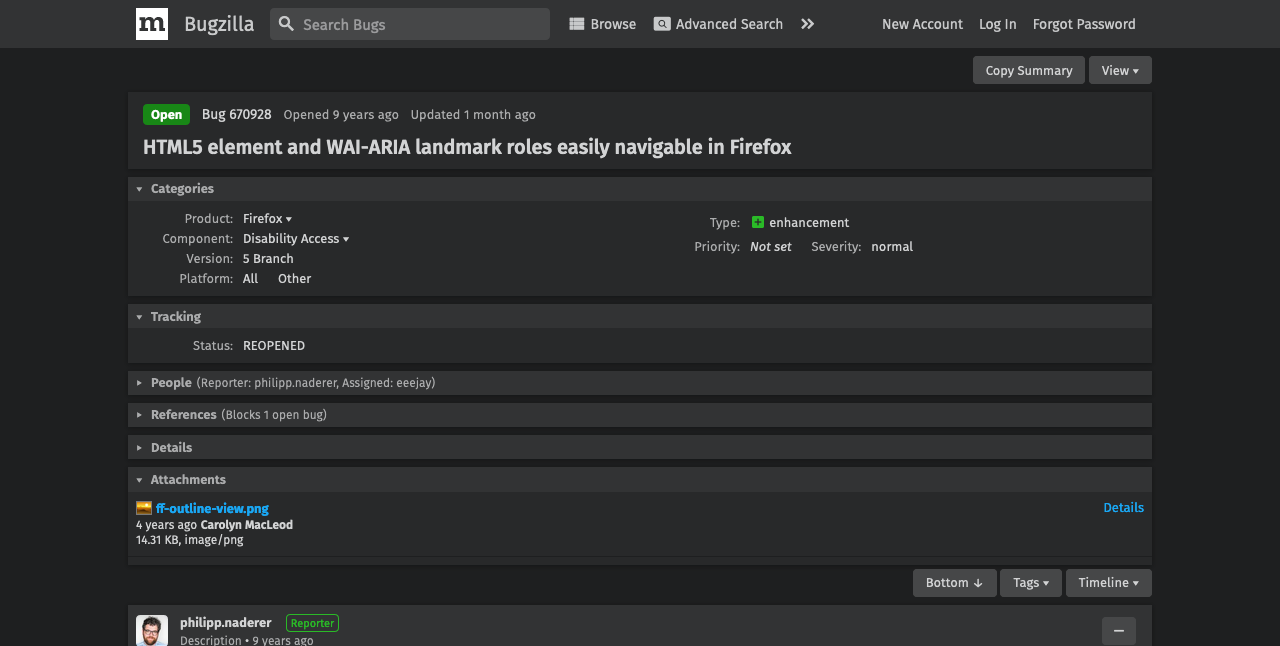 m Bugzilla Search Bugs Browse Advanced Search New Account Log In Forgot Password
Copy Summary View
Open Bug 670928 Opened 9 years ago Updated 1 month ago
HTML5 element and WAI-ARIA landmark roles easily navigable in Firefox
Categories
Product: Firefox
Component: Disability Access
Version: 5 Branch
Platform: All Other
Type: enhancement
Priority: Not set Severity: normal
Tracking
Status: REOPENED
People (Reporter: philipp.naderer, Assigned: eeejay)
References (Blocks 1 open bug)
Details
Attachments
ff-outline-view.png Details
4 years ago Carolyn MacLeod
14.31 KB, image/png
Bottom ↓ Tags Timeline
philipp.naderer Reporter
Description • 9 years ago